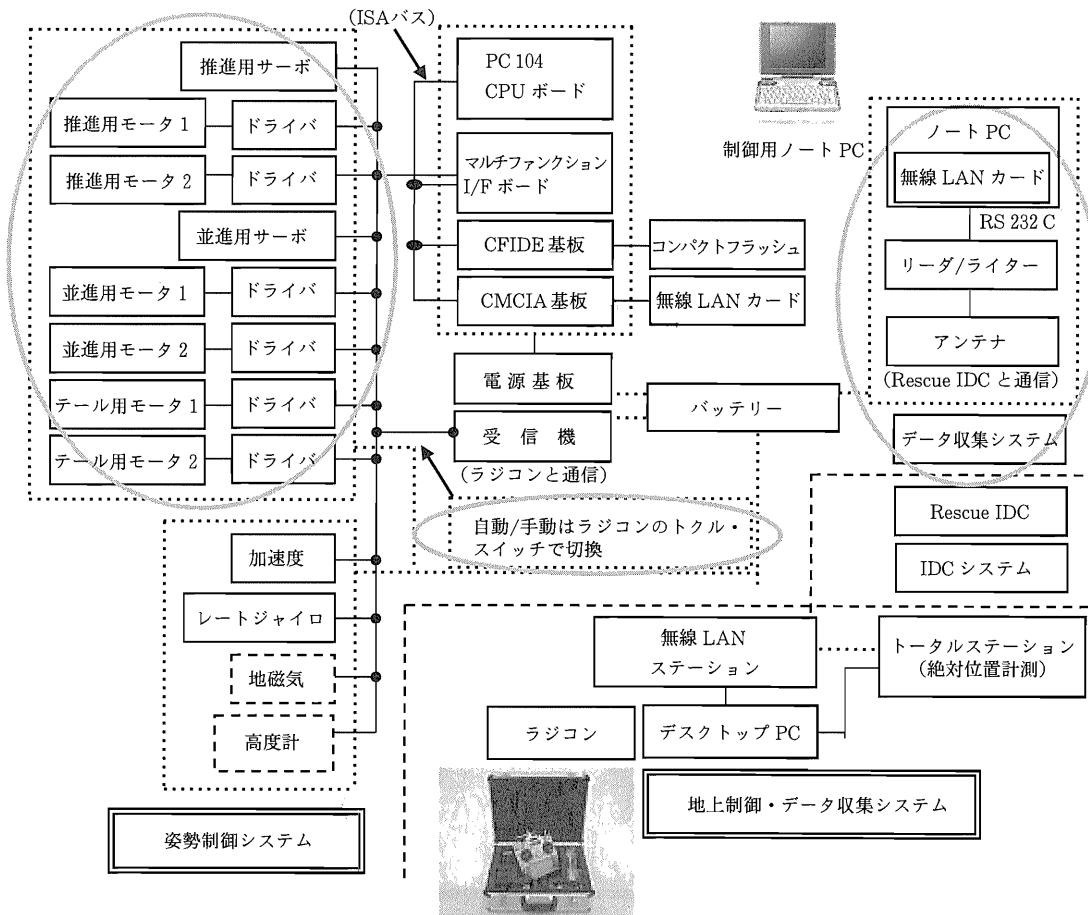 (ISAバス)
推進用サーボ
推進用モータ1
ドライバ
推進用モータ2
ドライバ
並進用サーボ
並進用モータ1
ドライバ
並進用モータ2
ドライバ
テール用モータ1
ドライバ
テール用モータ2
ドライバ
PC 104
CPU ボード
マルチファンクション
I/F ボード
CFIDE 基板
コンパクトフラッシュ
CMCIA 基板
無線 LAN カード
電源基板
受信機
(ラジコンと通信)
バッテリー
自動/手動はラジコンのトクル・
スイッチで切換
制御用ノート PC
ノート PC
無線 LAN カード
RS 232 C
リーダ/ライター
アンテナ
(Rescue IDC と通信)
データ収集システム
Rescue IDC
IDC システム
加速度
レートジャイロ
地磁気
高度計
姿勢制御システム
無線 LAN
ステーション
トータルステーション
(絶対位置計測)
ラジコン
デスクトップ PC
地上制御・データ収集システム